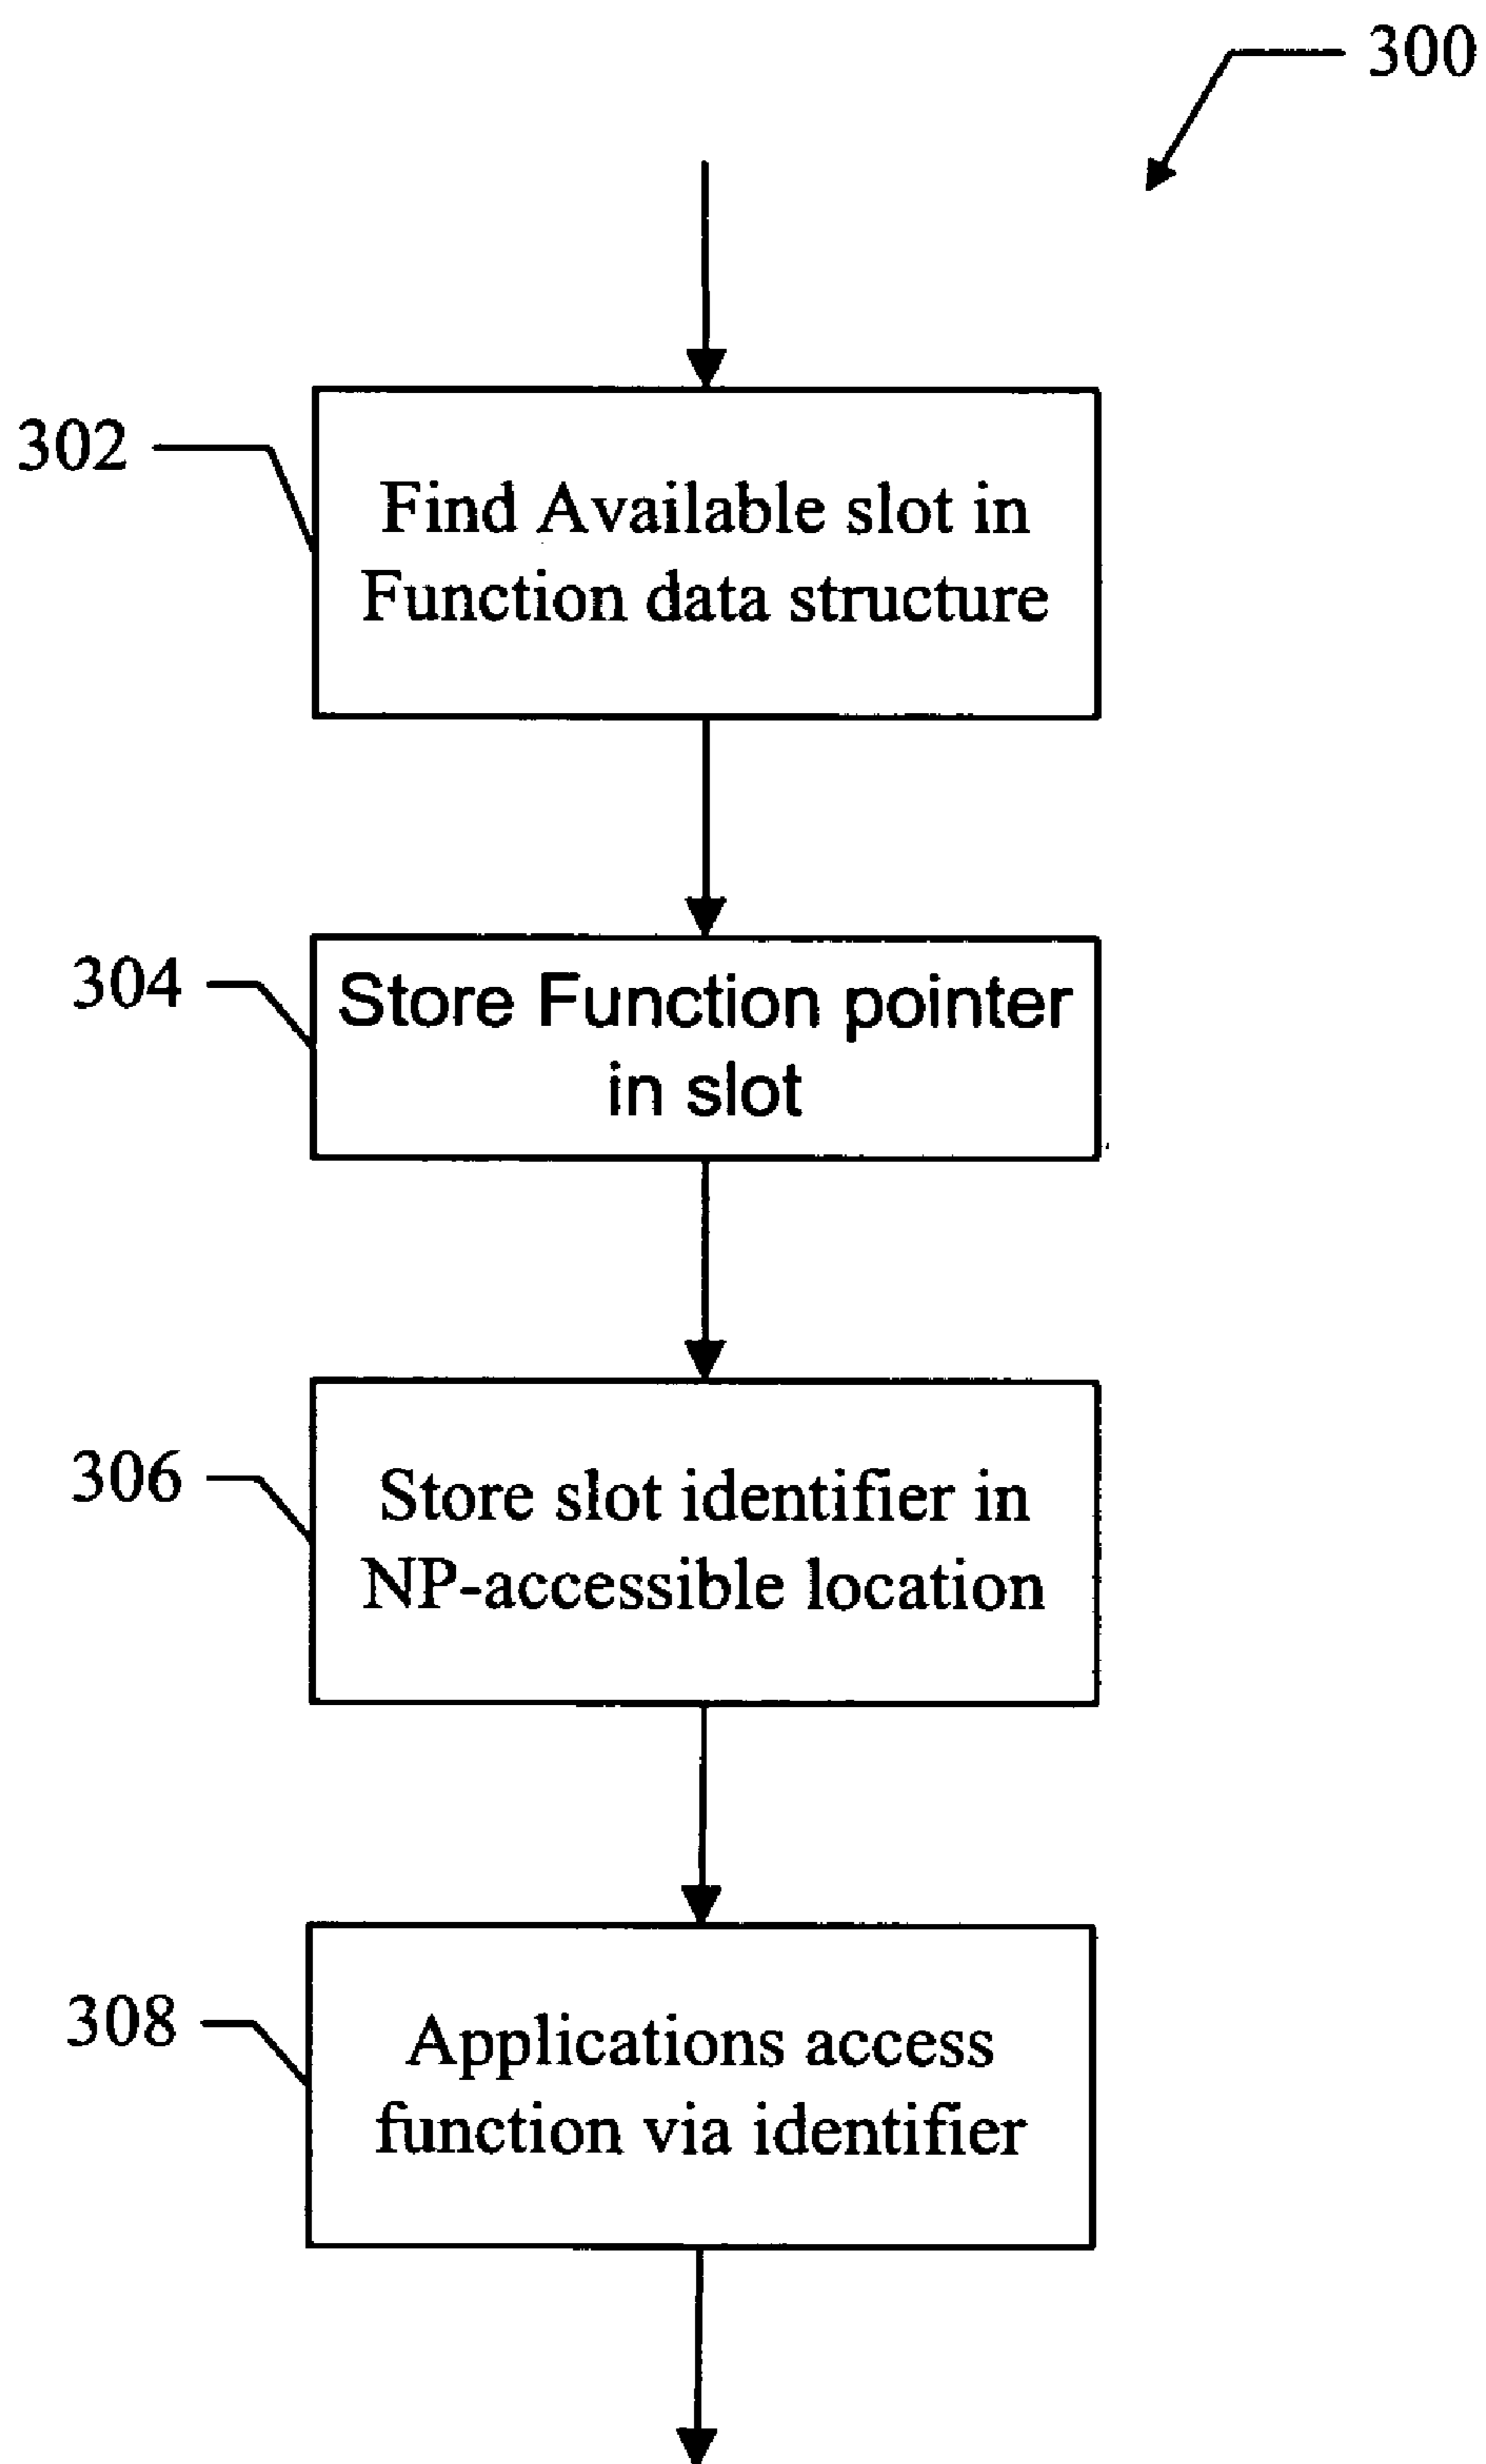 300
302
Find Available slot in
Function data structure
304
Store Function pointer
in slot
306
Store slot identifier in
NP-accessible location
308
Applications access
function via identifier